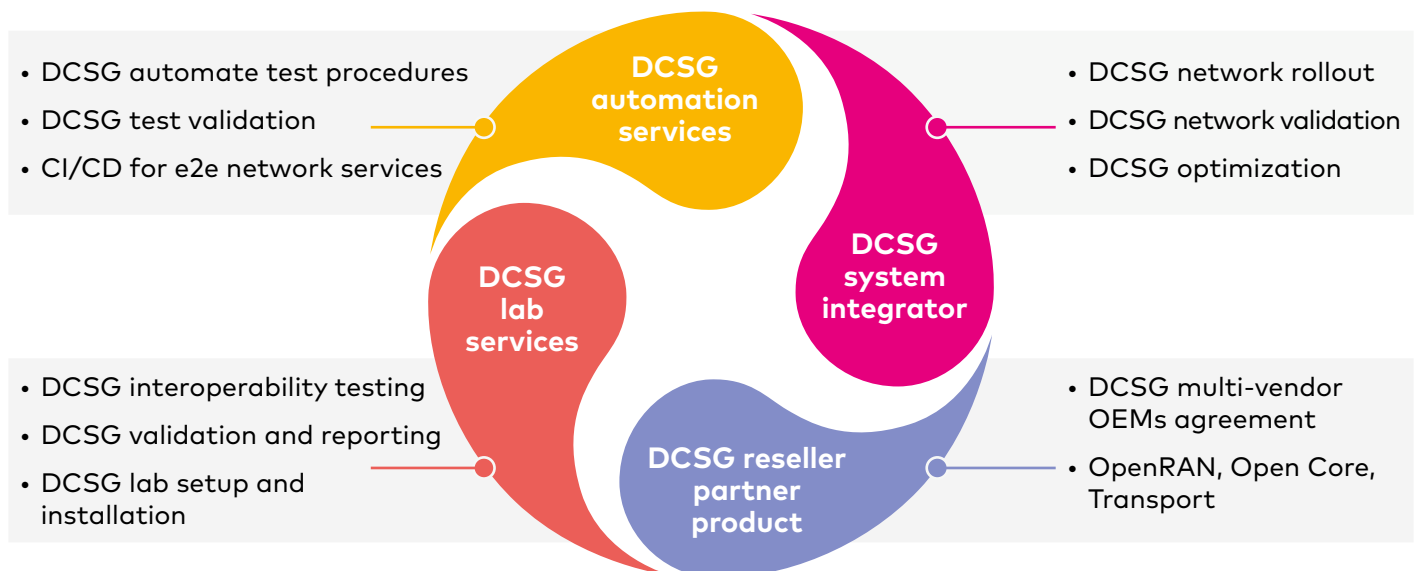 • DCSG automate test procedures
• DCSG test validation
• CI/CD for e2e network services
DCSG
automation
services
• DCSG network rollout
• DCSG network validation
• DCSG optimization
DCSG
lab
services
DCSG
system
integrator
• DCSG interoperability testing
• DCSG validation and reporting
• DCSG lab setup and
installation
DCSG reseller
partner
product
• DCSG multi-vendor
OEMs agreement
• OpenRAN, Open Core,
Transport